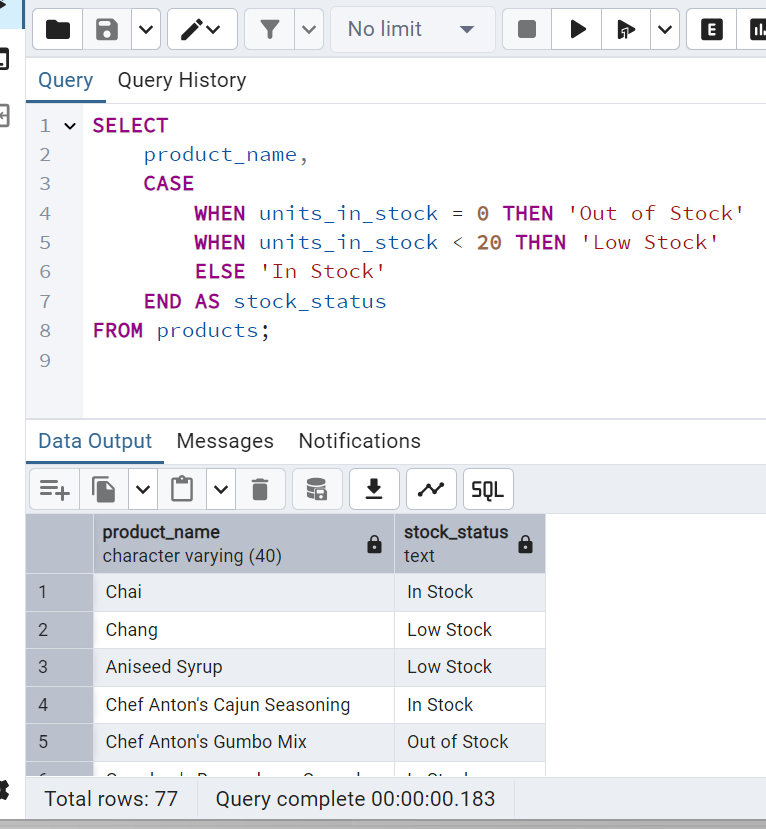 No limit
E
Query Query History
1 SELECT
2 product_name,
3 CASE
4 WHEN units_in_stock = 0 THEN 'Out of Stock'
5 WHEN units_in_stock < 20 THEN 'Low Stock'
6 ELSE 'In Stock'
7 END AS stock_status
8 FROM products;
9
Data Output Messages Notifications
SQL
product_name stock_status
character varying (40) text
1 Chai In Stock
2 Chang Low Stock
3 Aniseed Syrup Low Stock
4 Chef Anton's Cajun Seasoning In Stock
5 Chef Anton's Gumbo Mix Out of Stock
Total rows: 77 Query complete 00:00:00.183